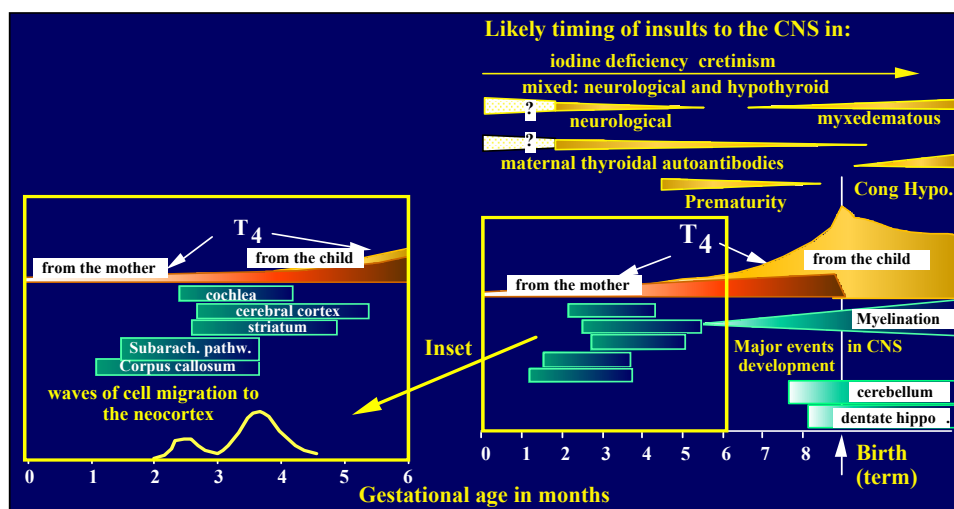 Likely timing of insults to the CNS in:
iodine deficiency cretinism
mixed: neurological and hypothyroid
?
neurological
myxedematous
?
maternal thyroidal autoantibodies
Cong Hypo.
Prematurity
T4
from the mother
from the child
cochlea
cerebral cortex
striatum
Subarach. pathw.
Corpus callosum
waves of cell migration to
the neocortex
0 1 2 3 4 5 6
Inset
T4
from the mother
from the child
Myelination
Major events in CNS
development
cerebellum
dentate hippo .
0 1 2 3 4 5 6 7 8
Birth
(term)
Gestational age in months